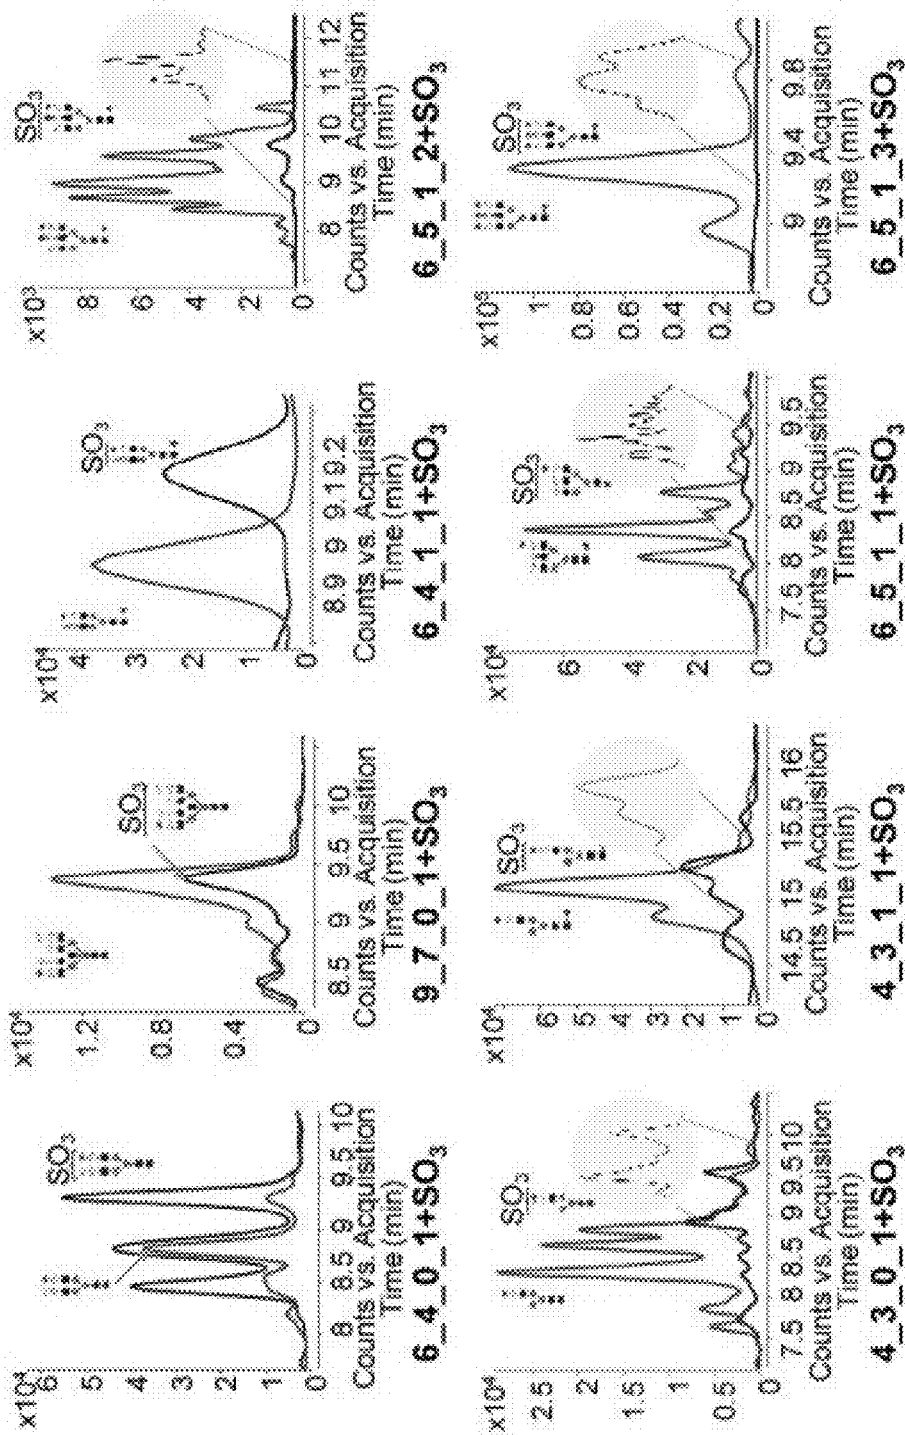 x10⁴
6
5
4
3
2
1
0
SO₃
8 8.5 9 9.5 10
Counts vs. Acquisition
Time (min)
6_4_0_1+SO₃
x10⁴
1.2
0.8
0.4
0
SO₃
8.5 9 9.5 10
Counts vs. Acquisition
Time (min)
9_7_0_1+SO₃
x10⁴
4
3
2
1
0
SO₃
8.9 9 9.1 9.2
Counts vs. Acquisition
Time (min)
6_4_1_1+SO₃
x10³
8
6
4
2
0
SO₃
8 9 10 11 12
Counts vs. Acquisition
Time (min)
6_5_1_2+SO₃
x10⁴
2.5
2
1.5
1
0.5
0
SO₃
7.5 8 8.5 9 9.5 10
Counts vs. Acquisition
Time (min)
4_3_0_1+SO₃
x10⁴
6
5
4
3
2
1
0
SO₃
14.5 15 15.5 16
Counts vs. Acquisition
Time (min)
4_3_1_1+SO₃
x10⁴
6
4
2
0
SO₃
7.5 8 8.5 9 9.5
Counts vs. Acquisition
Time (min)
6_5_1_1+SO₃
x10⁵
1
0.8
0.6
0.4
0.2
0
SO₃
9 9.4 9.8
Counts vs. Acquisition
Time (min)
6_5_1_3+SO₃